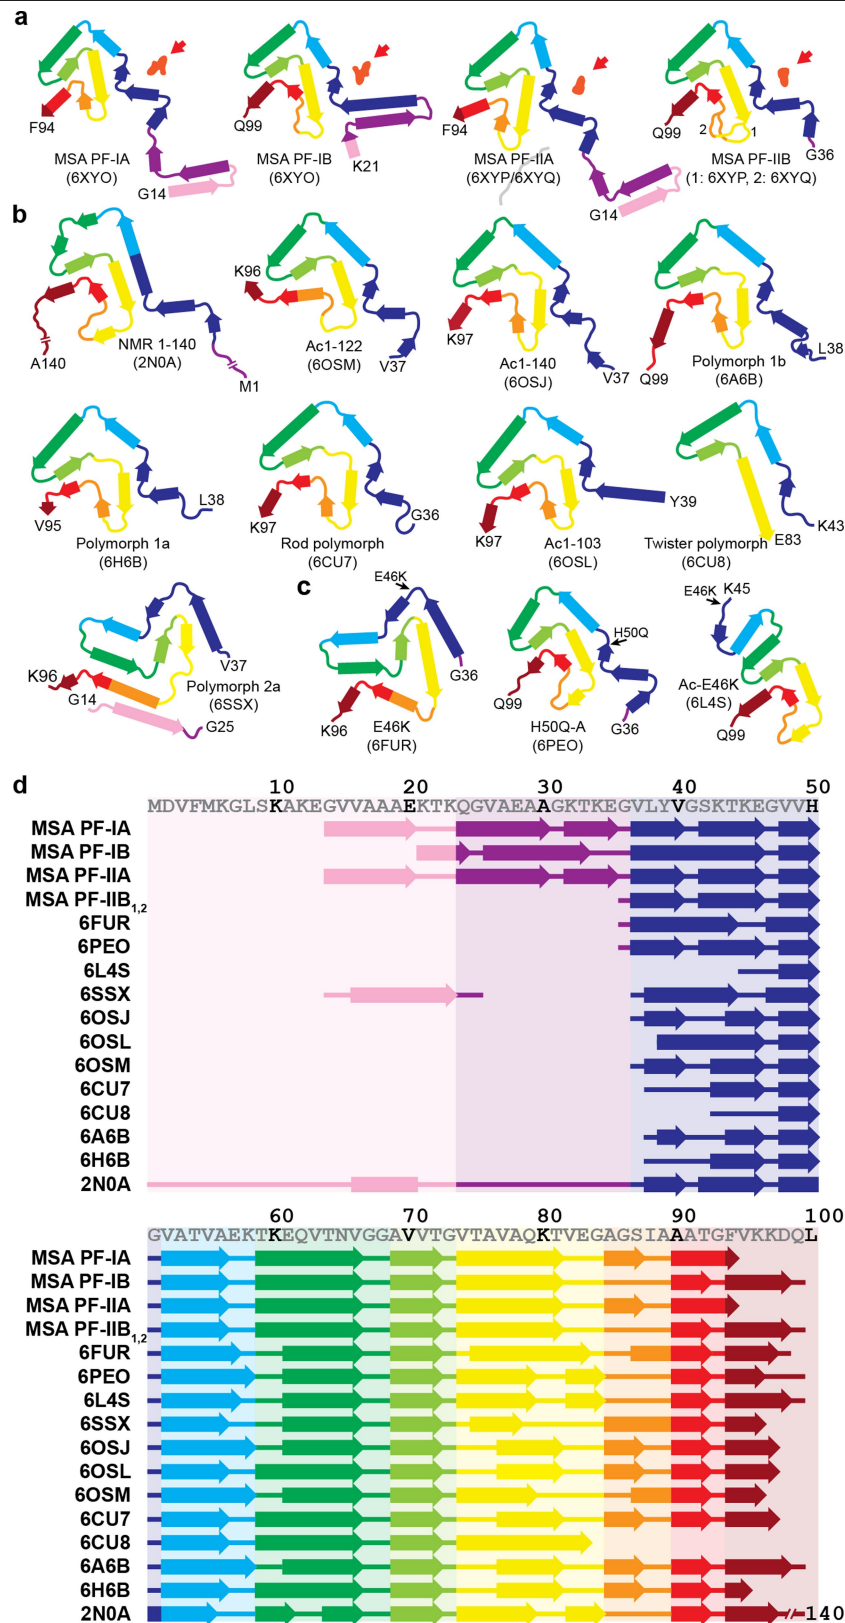 a
F94
MSA PF-IA
(6XYO)
G14
Q99
MSA PF-IB
(6XYO)
K21
F94
MSA PF-IIA
(6XYP/6XYQ)
G14
Q99
2
1
G36
MSA PF-IIB
(1: 6XYP, 2: 6XYQ)
b
A140
NMR 1-140
(2N0A)
M1
K96
Ac1-122
(6OSM)
V37
K97
Ac1-140
(6OSJ)
V37
Q99
Polymorph 1b
(6A6B)
L38
V95
Polymorph 1a
(6H6B)
L38
K97
Rod polymorph
(6CU7)
G36
K97
Ac1-103
(6OSL)
Y39
Twister polymorph
(6CU8)
E83
K43
K96
G14
Polymorph 2a
(6SSX)
V37
G25
c
E46K
K96
E46K
(6FUR)
G36
H50Q
Q99
H50Q-A
(6PEO)
G36
E46K
K45
Ac-E46K
(6L4S)
Q99
d
10 20 30 40 50
MDVFMKGLSKAKEGVVAAAEKTKQGVAEAAGKTKEGVLYVGSKTKEGVVH
MSA PF-IA
MSA PF-IB
MSA PF-IIA
MSA PF-IIB1,2
6FUR
6PEO
6L4S
6SSX
6OSJ
6OSL
6OSM
6CU7
6CU8
6A6B
6H6B
2N0A
60 70 80 90 100
GVATVAEKTKEQVTNVGGAVVTGVTAVAQKTVEGAGSIAAATGFVKKDQL
MSA PF-IA
MSA PF-IB
MSA PF-IIA
MSA PF-IIB1,2
6FUR
6PEO
6L4S
6SSX
6OSJ
6OSL
6OSM
6CU7
6CU8
6A6B
6H6B
2N0A
140